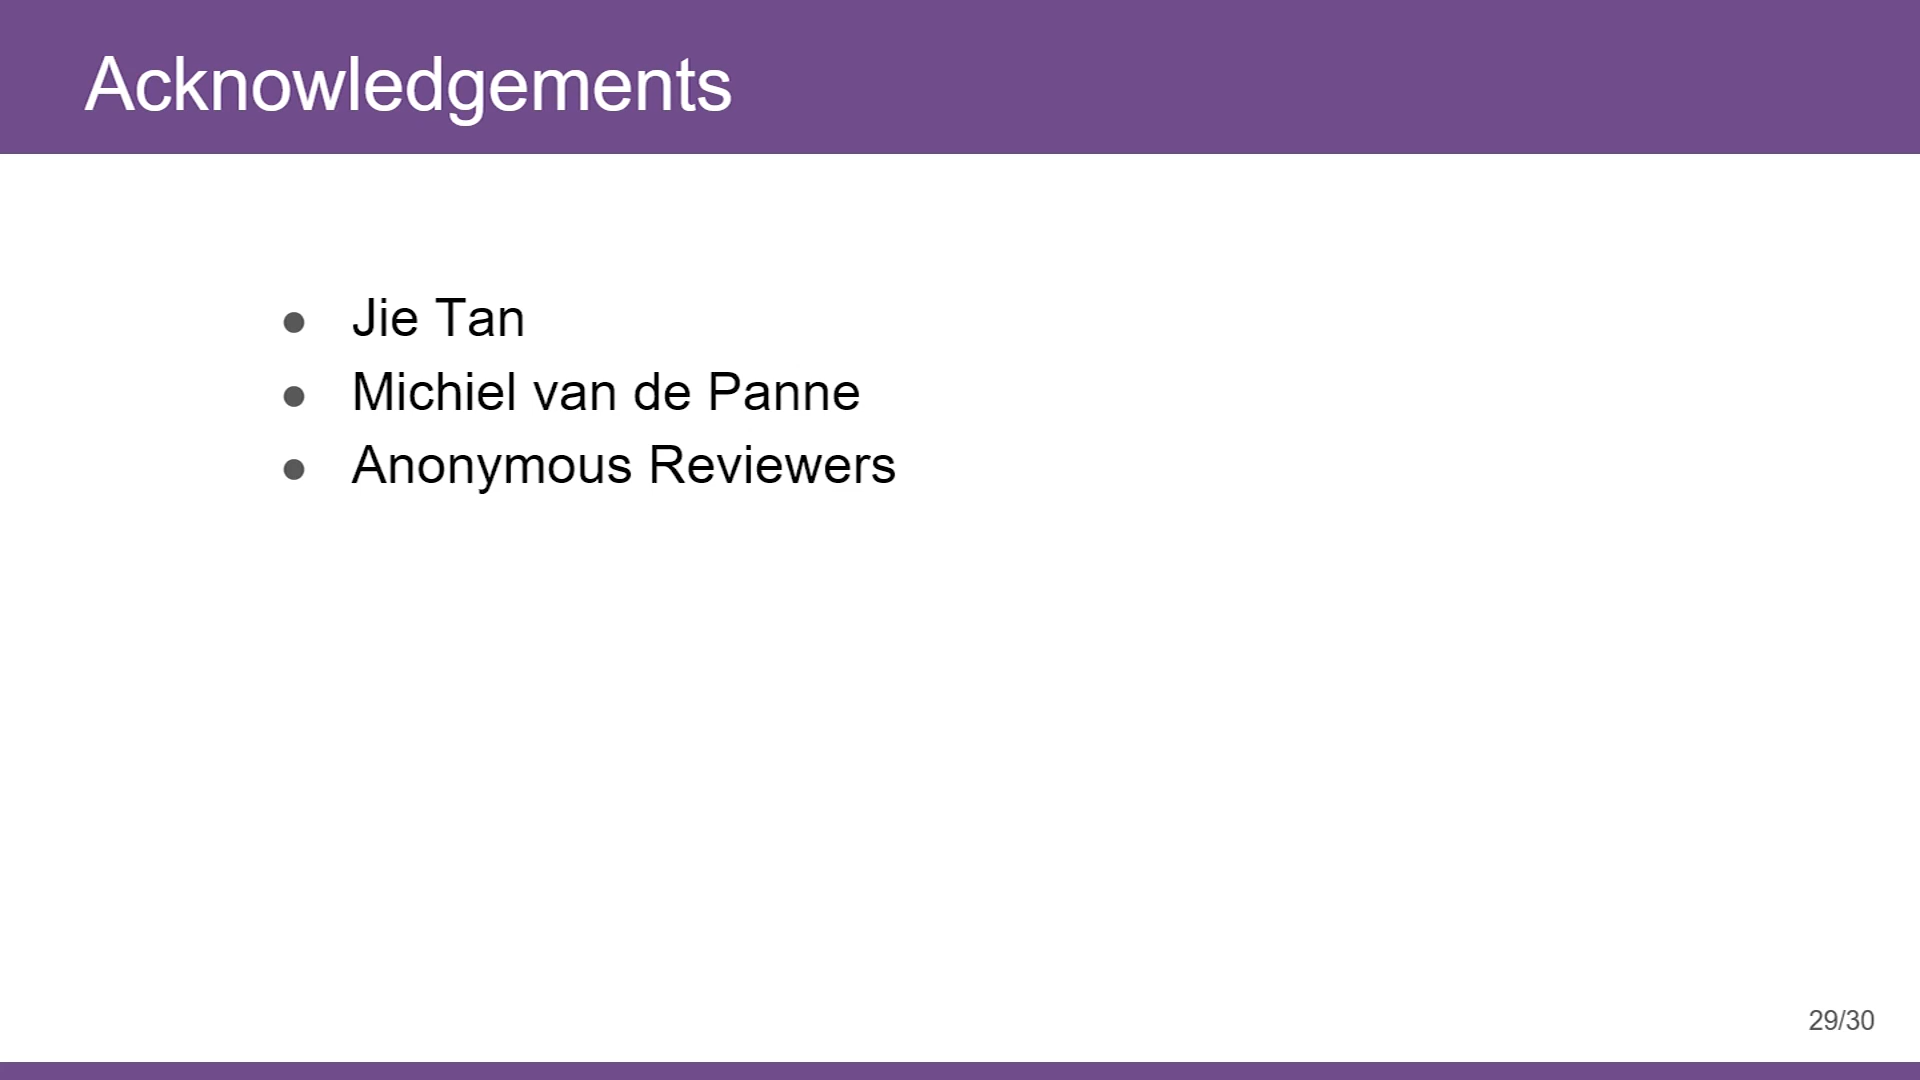 Acknowledgements
● Jie Tan
● Michiel van de Panne
● Anonymous Reviewers
29/30